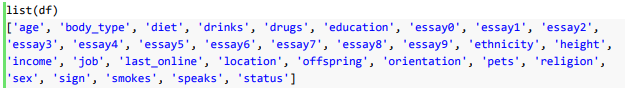 list(df)
['age', 'body_type', 'diet', 'drinks', 'drugs', 'education', 'essay0', 'essay1', 'essay2',
'essay3', 'essay4', 'essay5', 'essay6', 'essay7', 'essay8', 'essay9', 'ethnicity', 'height',
'income', 'job', 'last_online', 'location', 'offspring', 'orientation', 'pets', 'religion',
'sex', 'sign', 'smokes', 'speaks', 'status']